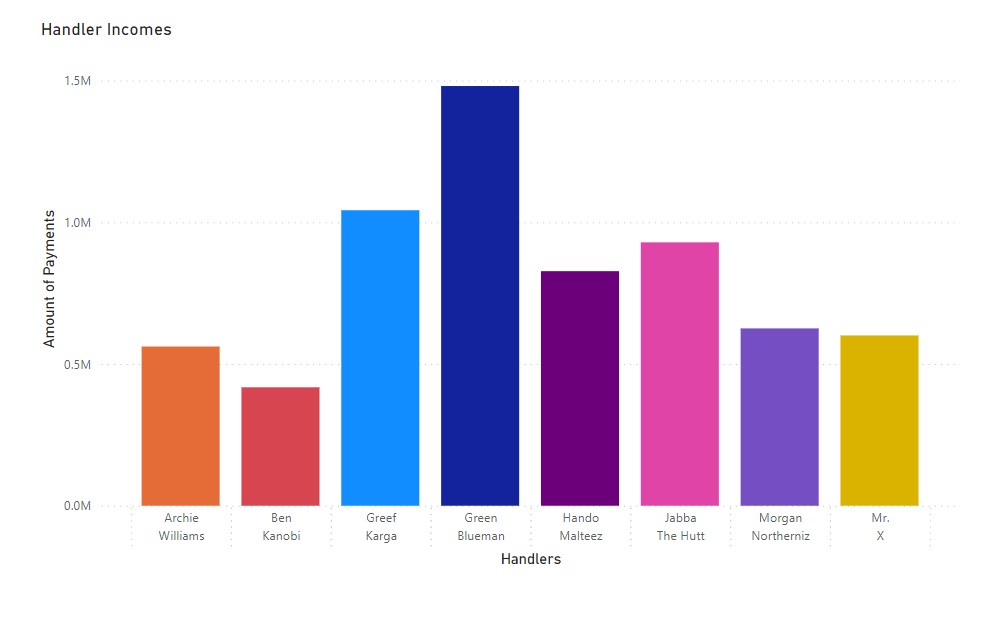 Handler Incomes
1.5M
1.0M
0.5M
0.0M
Amount of Payments
Archie
Williams
Ben
Kanobi
Greef
Karga
Green
Blueman
Hando
Malteez
Jabba
The Hutt
Morgan
Northerniz
Mr.
X
Handlers